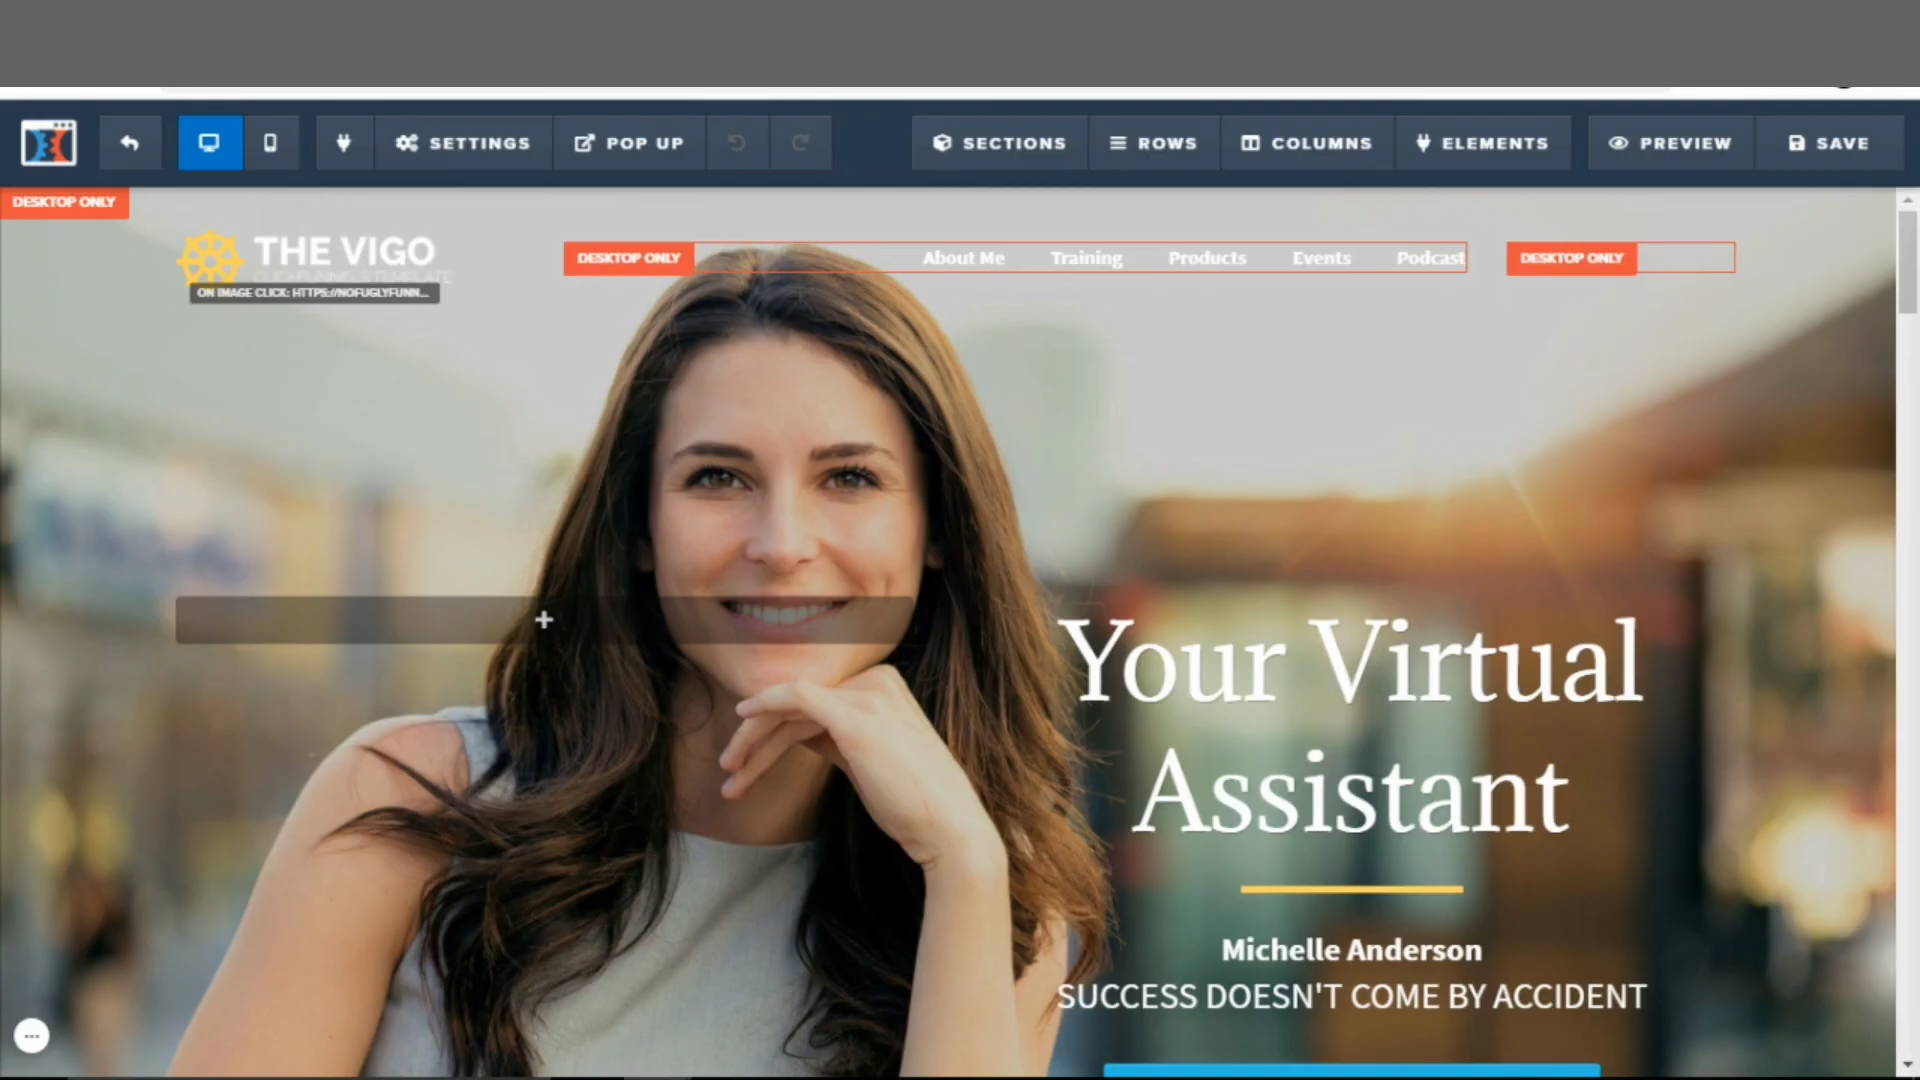 SETTINGS
POP UP
SECTIONS
ROWS
COLUMNS
ELEMENTS
PREVIEW
SAVE
DESKTOP ONLY
THE VIGO
CLICKFUNNELS TEMPLATE
ON IMAGE CLICK: HTTPS://NOFUGLYFUNN...
DESKTOP ONLY
About Me
Training
Products
Events
Podcast
DESKTOP ONLY
Your Virtual
Assistant
Michelle Anderson
SUCCESS DOESN'T COME BY ACCIDENT